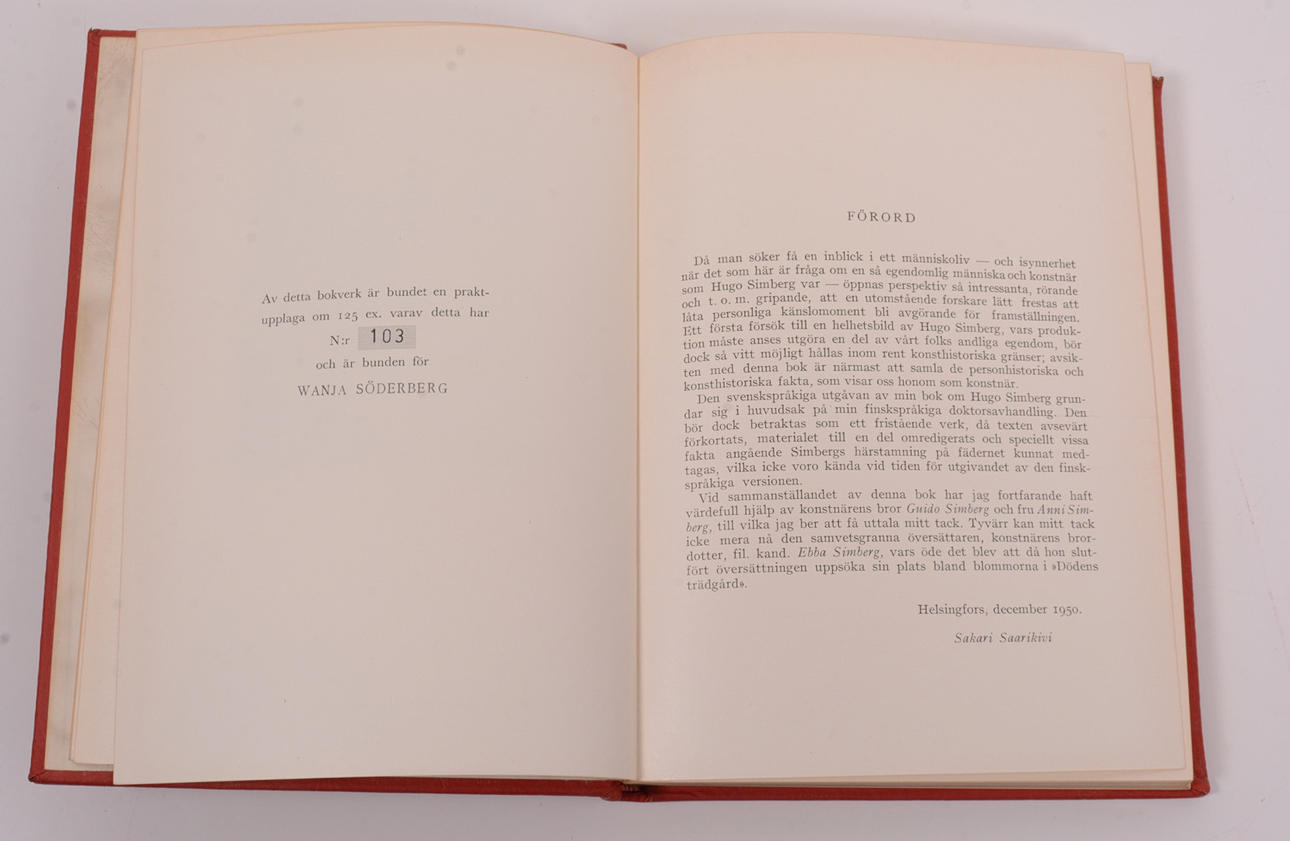 Av detta bokverk är bundet en prakt-
upplaga om 125 ex. varav detta har
N:r 103
och är bunden för
WANJA SÖDERBERG
FÖRORD
Då man söker få en inblick i ett människoliv — och isynnerhet
när det som här är fråga om en så egendomlig människa och konstnär
som Hugo Simberg var — öppnas perspektiv så intressanta, rörande
och t. o. m. gripande, att en utomstående forskare lätt frestas att
låta personliga känslomoment bli avgörande för framställningen.
Ett första försök till en helhetsbild av Hugo Simberg, vars produk-
tion måste anses utgöra en del av vårt folks andliga egendom, bör
dock så vitt möjligt hållas inom rent konsthistoriska gränser; avsik-
ten med denna bok är närmast att samla de personhistoriska och
konsthistoriska fakta, som visar oss honom som konstnär.
Den svenskspråkiga utgåvan av min bok om Hugo Simberg grun-
dar sig i huvudsak på min finskspråkiga doktorsavhandling. Den
bör dock betraktas som ett fristående verk, då texten avsevärt
förkortats, materialet till en del omredigerats och speciellt vissa
fakta angående Simbergs härstamning på fädernet kunnat med-
tagas, vilka icke voro kända vid tiden för utgivandet av den finsk-
språkiga versionen.
Vid sammanställandet av denna bok har jag fortfarande haft
värdefull hjälp av konstnärens bror Guido Simberg och fru Anni Sim-
berg, till vilka jag ber att få uttala mitt tack. Tyvärr kan mitt tack
icke mera nå den samvetsgranna översättaren, konstnärens bror-
dotter, fil. kand. Ebba Simberg, vars öde det blev att då hon slut-
fört översättningen uppsöka sin plats bland blommorna i »Dödens
trädgård».
Helsingfors, december 1950.
Sakari Saarikivi